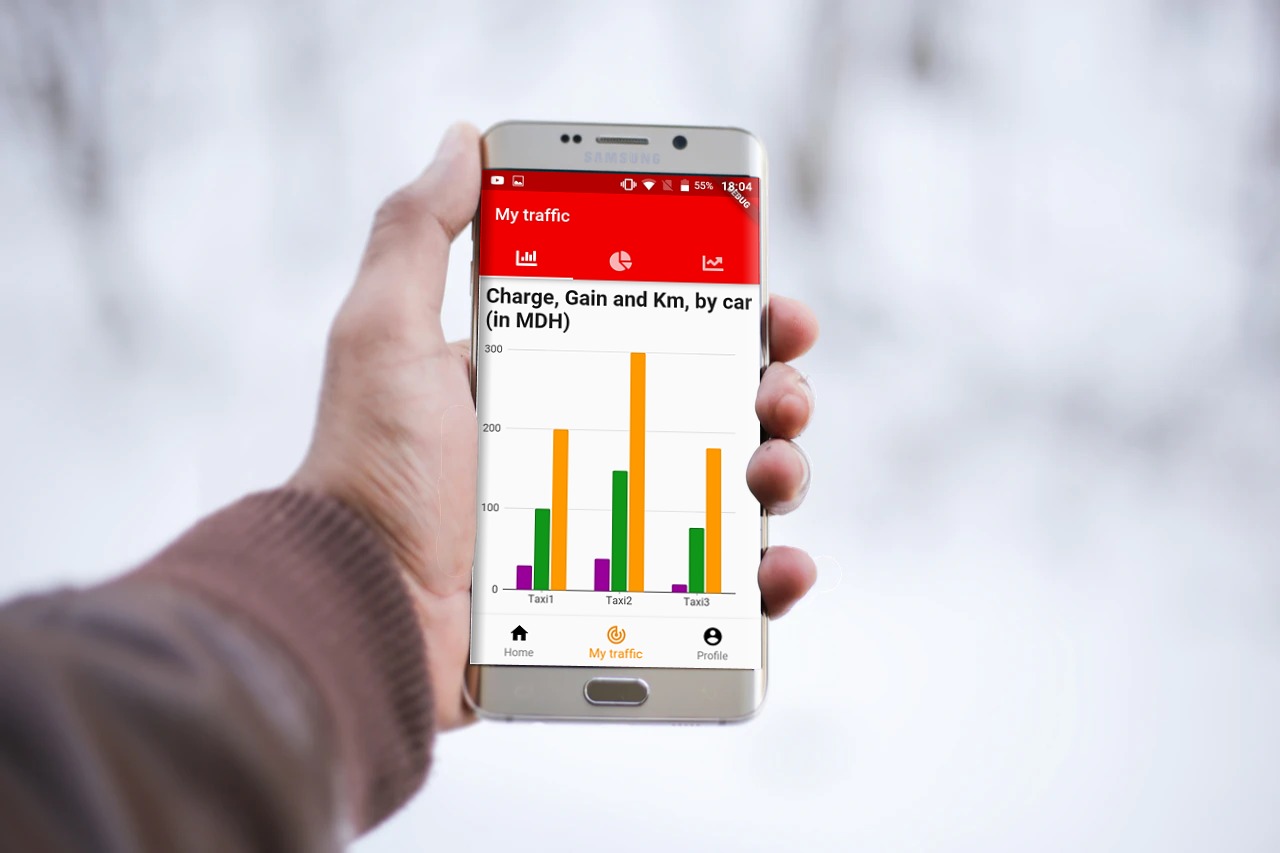 SAMSUNG
55% 18:04
My traffic
Charge, Gain and Km, by car
(in MDH)
300
200
100
0
Taxi1 Taxi2 Taxi3
Home My traffic Profile